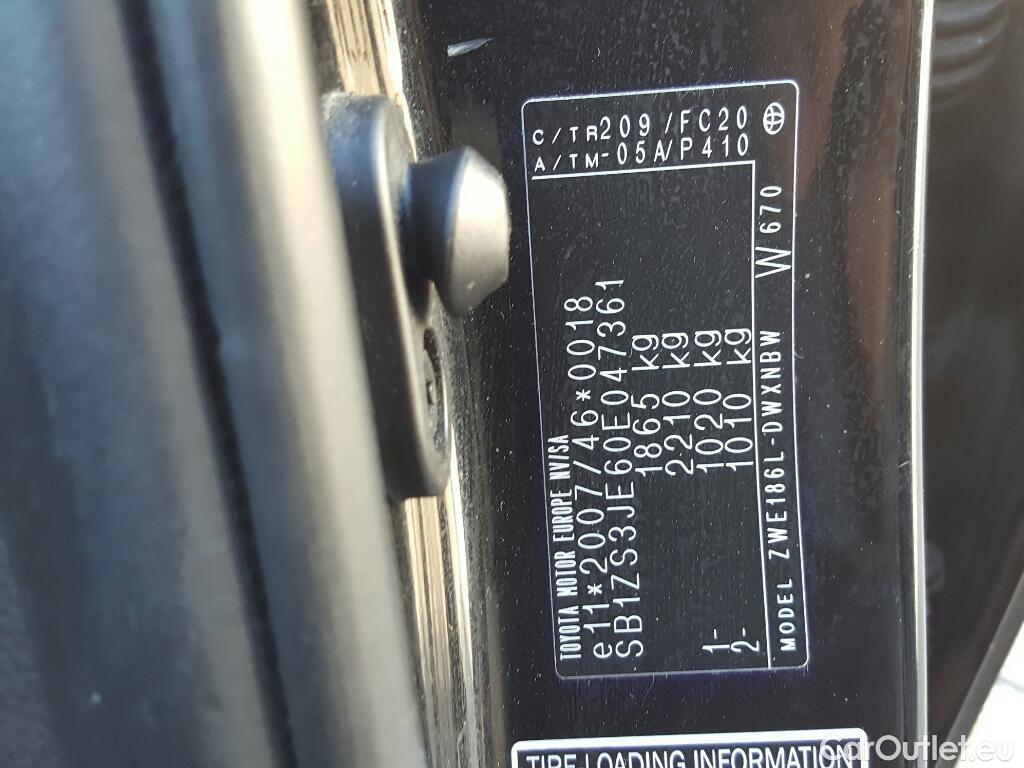 TOYOTA MOTOR EUROPE NV/SA
e11*2007/46*0018
SB1ZS3JE60E047361
1865 kg
2210 kg
1- 1020 kg
2- 1010 kg
C/TR209/FC20
A/TM-05A/P410
MODEL ZWE186L-DWXNBW W670
TIRE LOADING INFORMATION
CarOutlet.eu